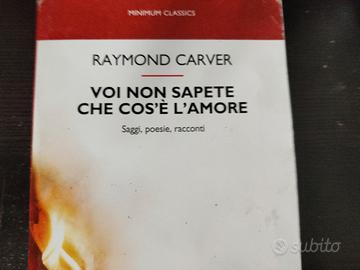 MINIMUM CLASSICS
RAYMOND CARVER
VOI NON SAPETE
CHE COS'È L'AMORE
Saggi, poesie, racconti
subito